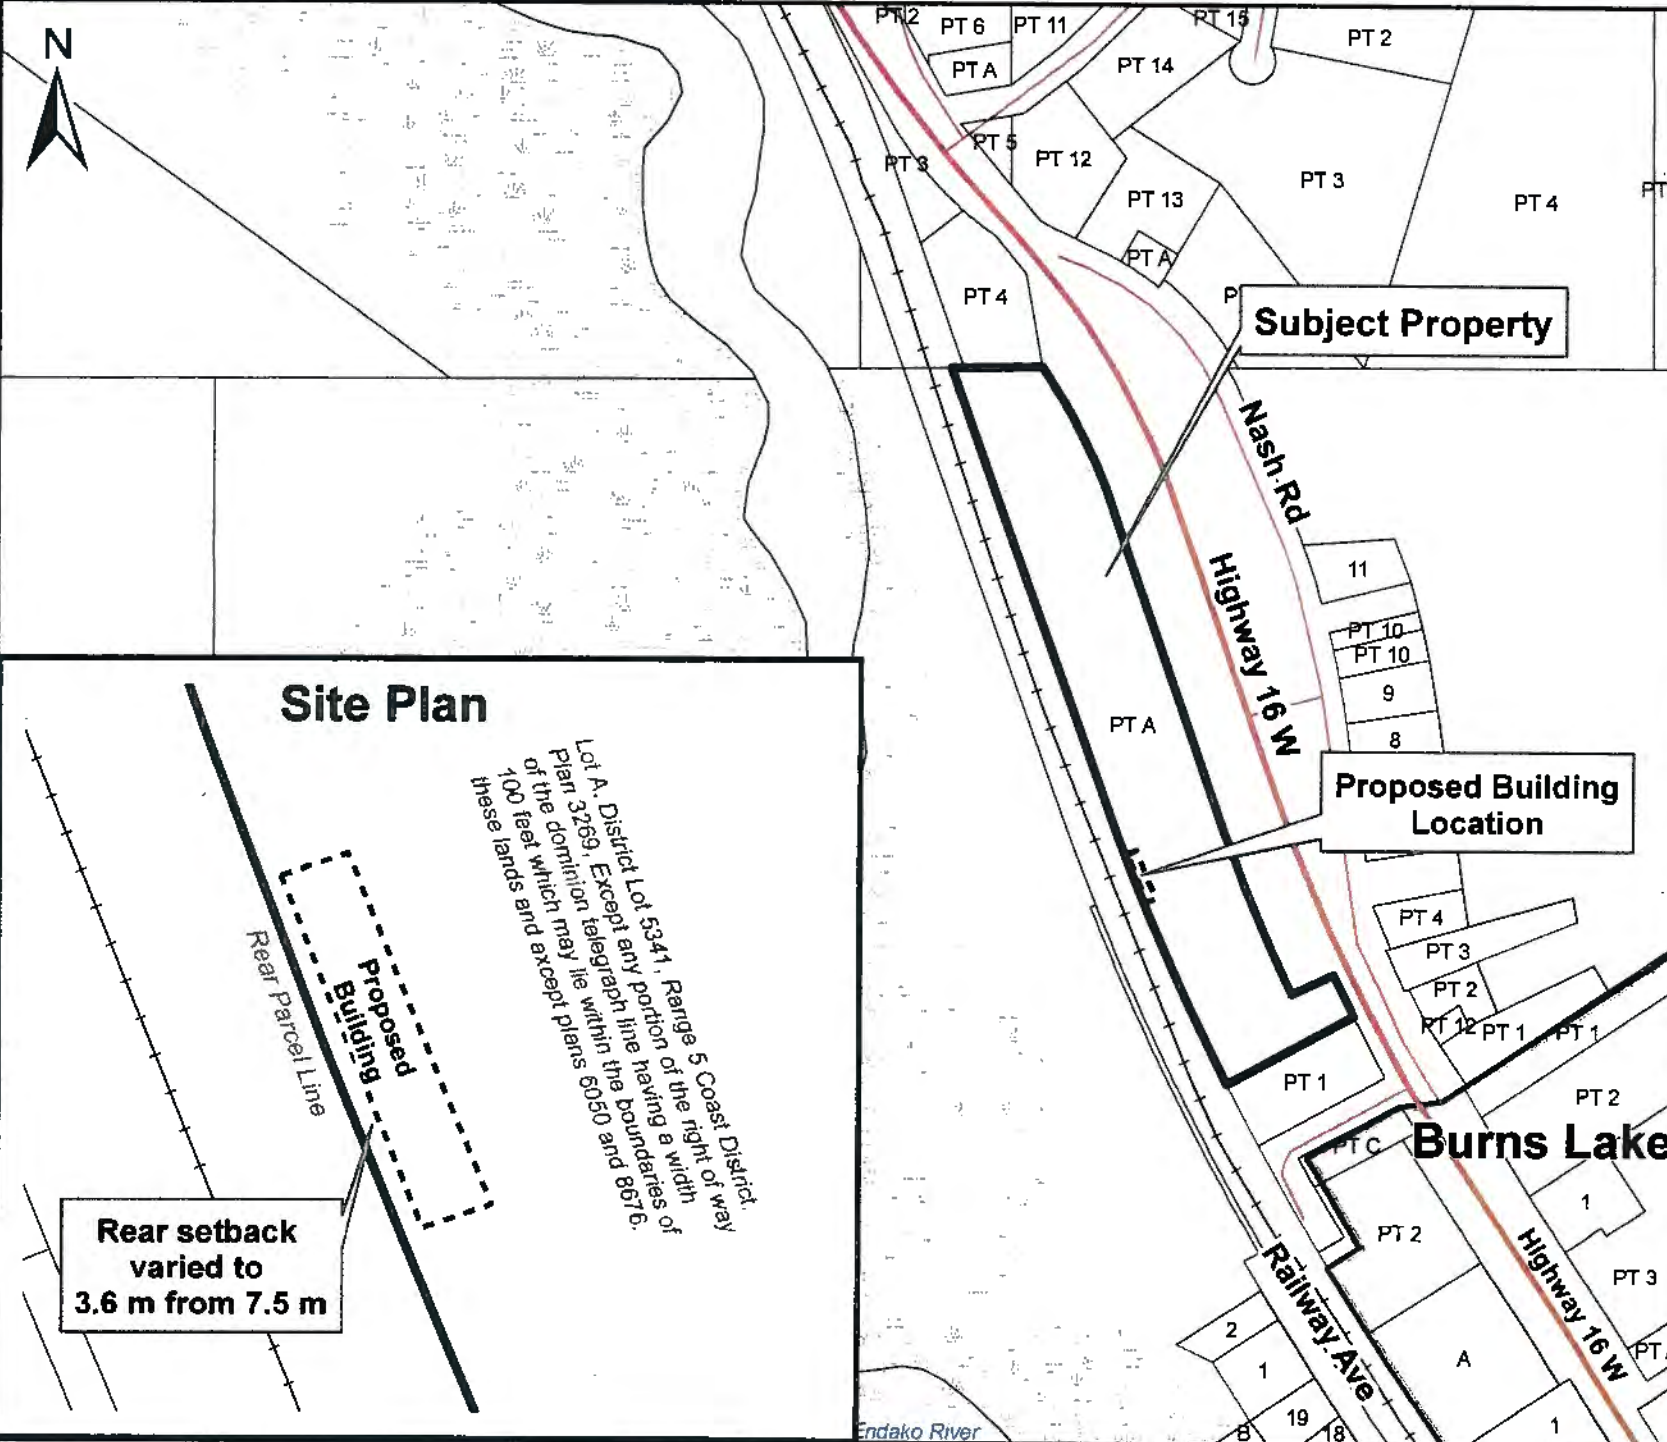 N
PT 2
PT 6
PT 11
PT 15
PT 2
PT A
PT 14
PT 5
PT 3
PT 12
PT 3
PT 13
PT 4
PT
PT A
PT 4
P
Subject Property
Nash Rd
11
Highway 16 W
PT 10
PT 10
9
PT A
8
Proposed Building
Location
PT 4
PT 3
PT 2
PT 12
PT 1
PT 1
PT 1
PT 2
PT C
Burns Lake
1
PT 2
Highway 16 W
PT 3
Railway Ave
2
PT
A
1
19
18
B
1
Endako River
Site Plan
Lot A, District Lot 5341, Range 5 Coast District.
Plan 3269, Except any portion of the right of way
of the dominion telegraph line having a width
100 feet which may lie within the boundaries of
these lands and except plans 6050 and 8676.
Proposed
Building
Rear Parcel Line
Rear setback
varied to
3.6 m from 7.5 m